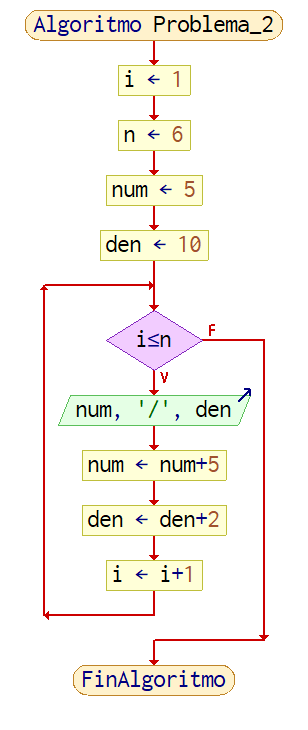 Algoritmo Problema_2
i ← 1
n ← 6
num ← 5
den ← 10
i≤n
F
V
num, '/', den
num ← num+5
den ← den+2
i ← i+1
FinAlgoritmo